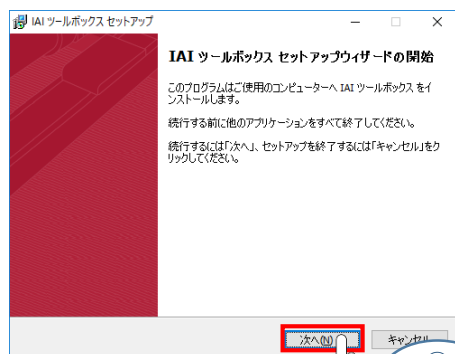 IAI ツールボックス セットアップ
IAI ツールボックス セットアップウィザードの開始
このプログラムはご使用のコンピューターへ IAI ツールボックス をイ
ンストールします。
続行する前に他のアプリケーションをすべて終了してください。
続行するには「次へ」、セットアップを終了するには「キャンセル」をク
リックしてください。
次へ(N)
キャンセル